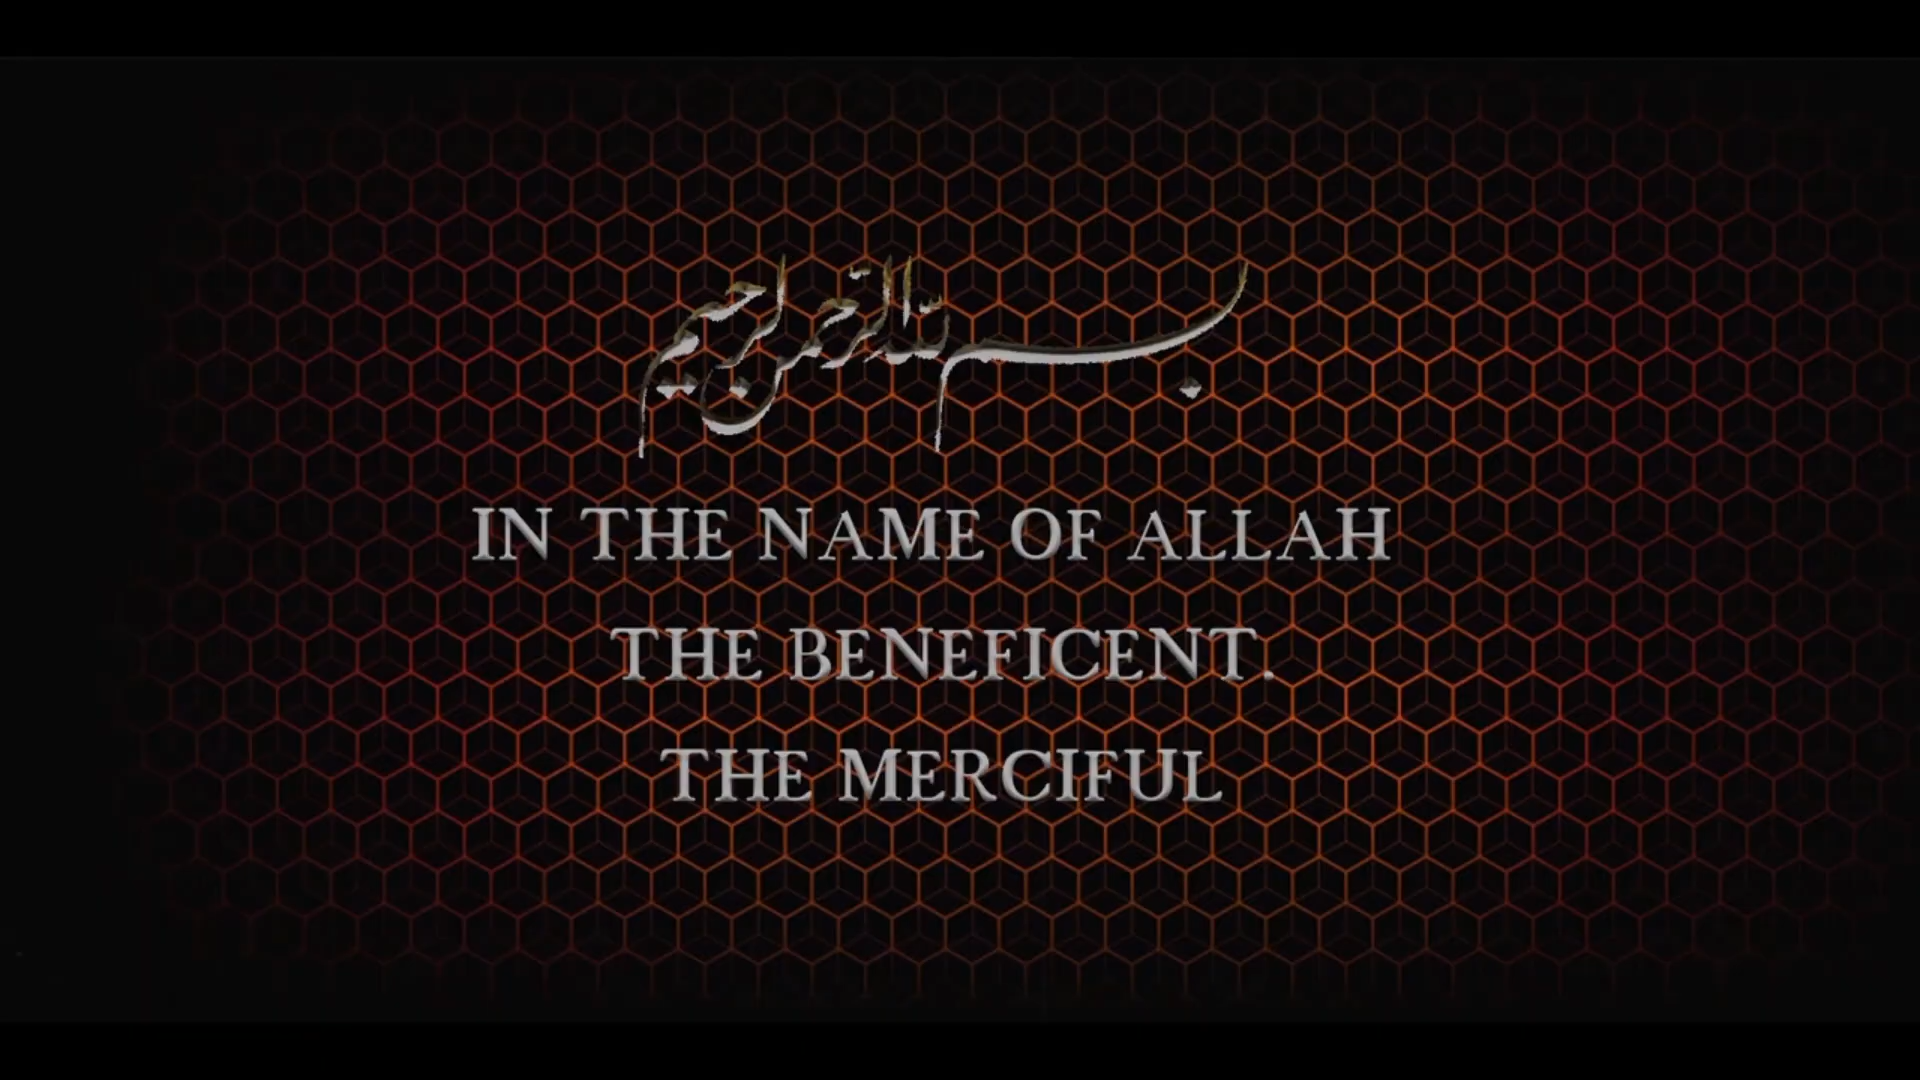 بسم الله الرحمن الرحيم
IN THE NAME OF ALLAH
THE BENEFICENT.
THE MERCIFUL